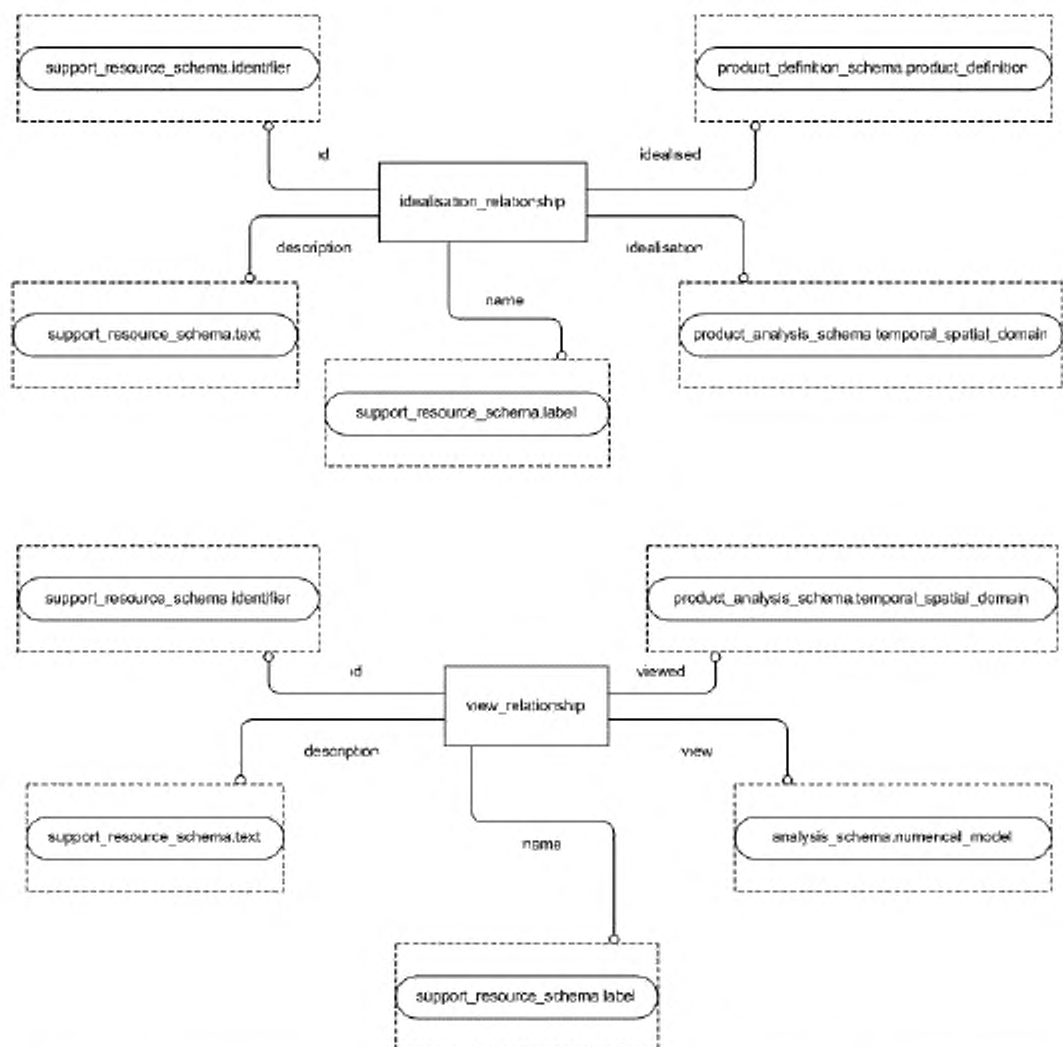 support_resource_schema.identifier
product_definition_schema.product_definition
id
idealised
idealisation_relationship
description
idealisation
name
support_resource_schema.text
product_analysis_schema.temporal_spatial_domain
support_resource_schema.label
support_resource_schema.identifier
product_analysis_schema.temporal_spatial_domain
id
viewed
view_relationship
description
view
name
support_resource_schema.text
analysis_schema.numerical_model
support_resource_schema.label